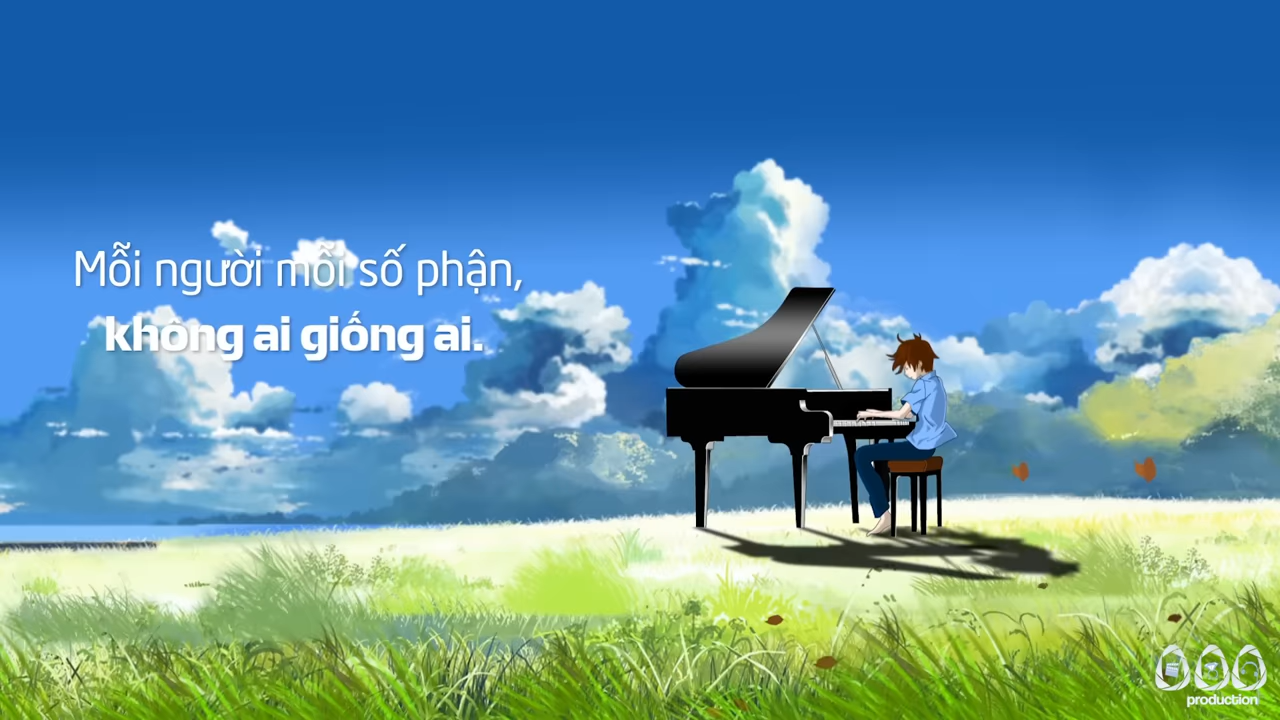 Mỗi người mỗi số phận,
không ai giống ai.
production